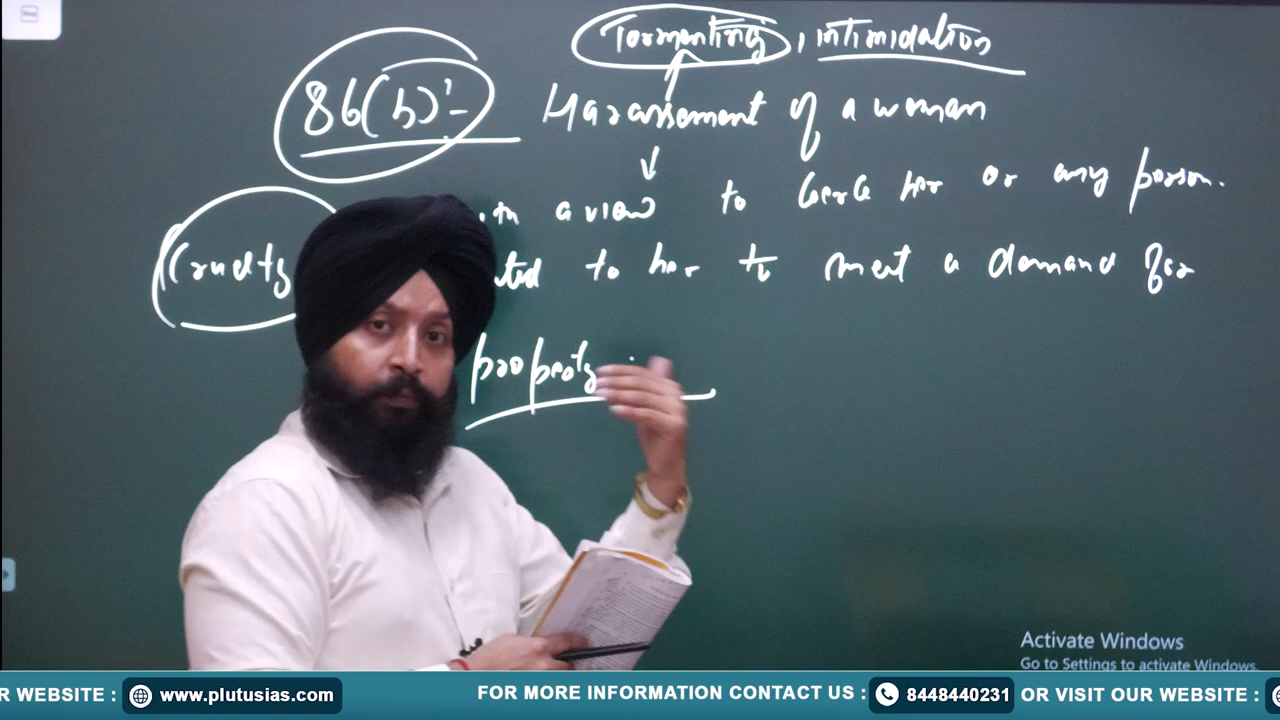 Tormenting, intimidation
86(b):- Harassement of a woman
a view to coerce her or any person.
Cruelty to her to meet a demand for
property
Activate Windows
Go to Settings to activate Windows.
R WEBSITE : www.plutusias.com FOR MORE INFORMATION CONTACT US : 8448440231 OR VISIT OUR WEBSITE :